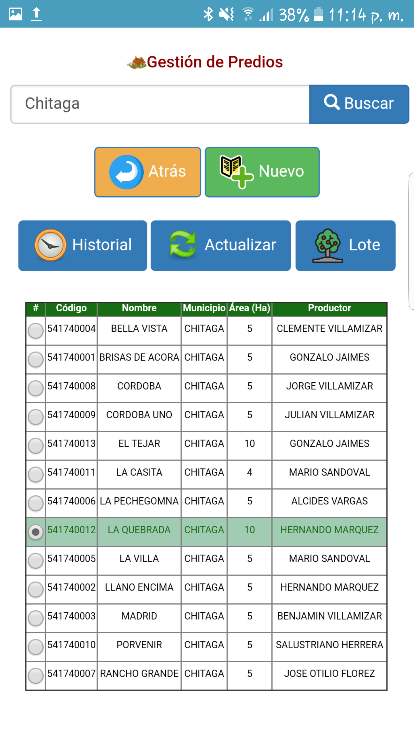 38% 11:14 p. m.
Gestión de Predios
Chitaga Buscar
Atrás Nuevo
Historial Actualizar Lote
# Código Nombre Municipio Área (Ha) Productor
541740004 BELLA VISTA CHITAGA 5 CLEMENTE VILLAMIZAR
541740001 BRISAS DE ACORA CHITAGA 5 GONZALO JAIMES
541740008 CORDOBA CHITAGA 5 JORGE VILLAMIZAR
541740009 CORDOBA UNO CHITAGA 5 JULIAN VILLAMIZAR
541740013 EL TEJAR CHITAGA 10 GONZALO JAIMES
541740011 LA CASITA CHITAGA 4 MARIO SANDOVAL
541740006 LA PECHEGOMNA CHITAGA 5 ALCIDES VARGAS
541740012 LA QUEBRADA CHITAGA 10 HERNANDO MARQUEZ
541740005 LA VILLA CHITAGA 5 MARIO SANDOVAL
541740002 LLANO ENCIMA CHITAGA 5 HERNANDO MARQUEZ
541740003 MADRID CHITAGA 5 BENJAMIN VILLAMIZAR
541740010 PORVENIR CHITAGA 5 SALUSTRIANO HERRERA
541740007 RANCHO GRANDE CHITAGA 5 JOSE OTILIO FLOREZ